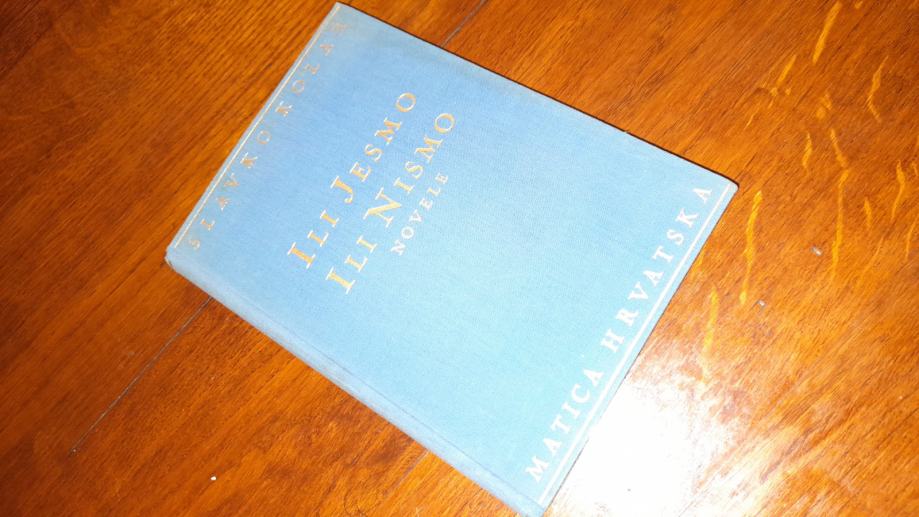 SLAVKO KOLAR
ILI JESMO
ILI NISMO
NOVELE
MATICA HRVATSKA